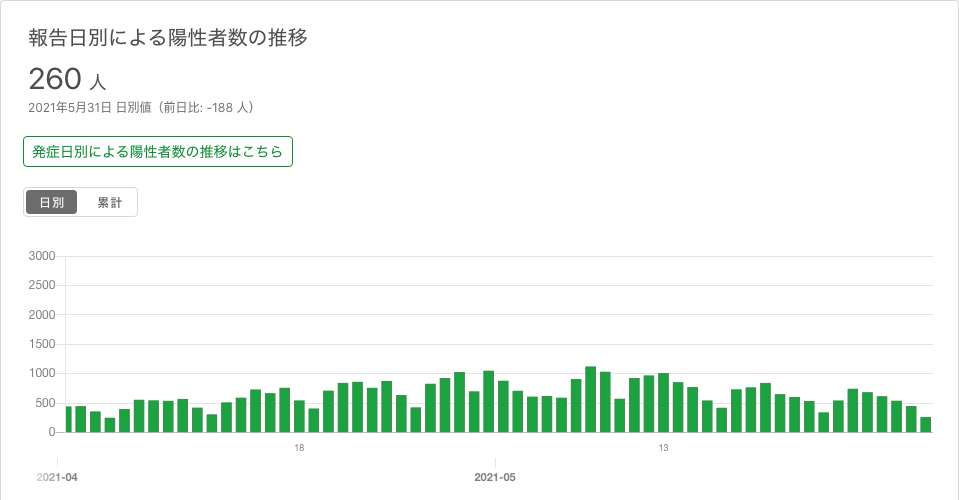 報告日別による陽性者数の推移
260 人
2021年5月31日 日別値（前日比: -188 人）
発症日別による陽性者数の推移はこちら
日別 累計
3000
2500
2000
1500
1000
500
0
18 13
2021-04 2021-05